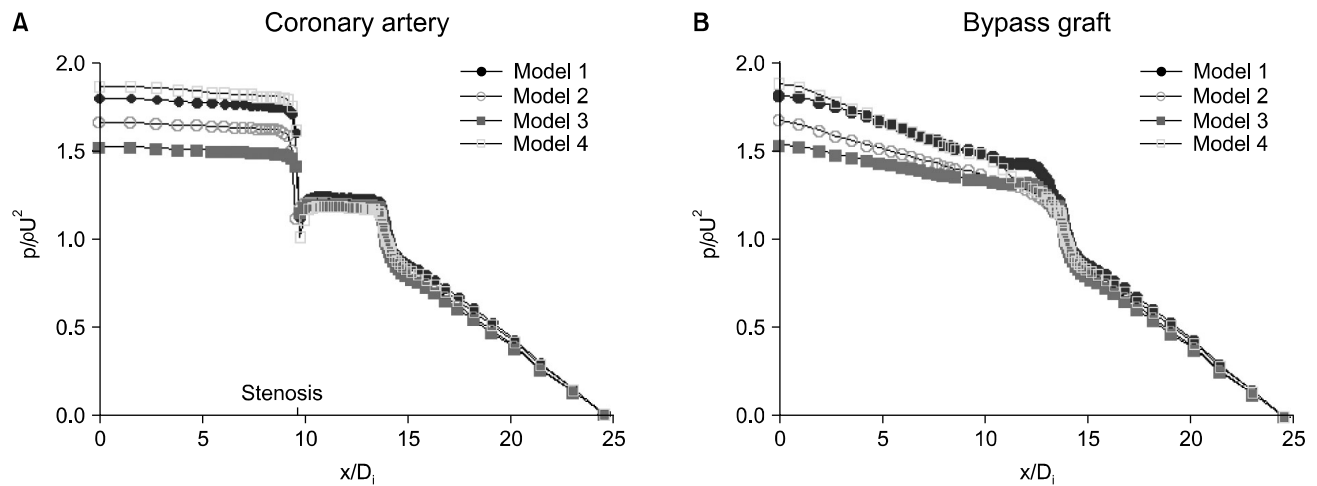 A
Coronary artery
2.0
1.5
1.0
0.5
0.0
p/ρU²
Model 1
Model 2
Model 3
Model 4
Stenosis
0 5 10 15 20 25
x/Dᵢ
B
Bypass graft
2.0
1.5
1.0
0.5
0.0
p/ρU²
Model 1
Model 2
Model 3
Model 4
0 5 10 15 20 25
x/Dᵢ